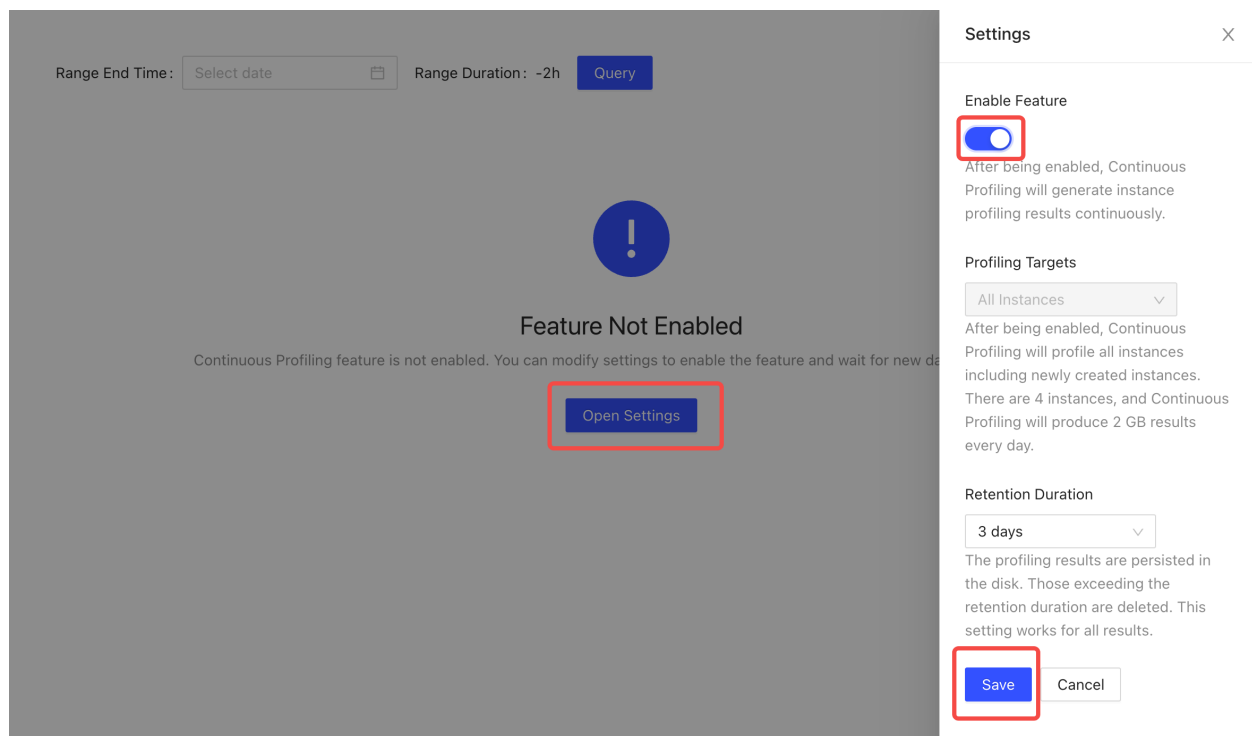 Range End Time: Select date Range Duration: -2h Query
Feature Not Enabled
Continuous Profiling feature is not enabled. You can modify settings to enable the feature and wait for new
Open Settings
Settings
Enable Feature
After being enabled, Continuous
Profiling will generate instance
profiling results continuously.
Profiling Targets
All Instances
After being enabled, Continuous
Profiling will profile all instances
including newly created instances.
There are 4 instances, and Continuous
Profiling will produce 2 GB results
every day.
Retention Duration
3 days
The profiling results are persisted in
the disk. Those exceeding the
retention duration are deleted. This
setting works for all results.
Save Cancel